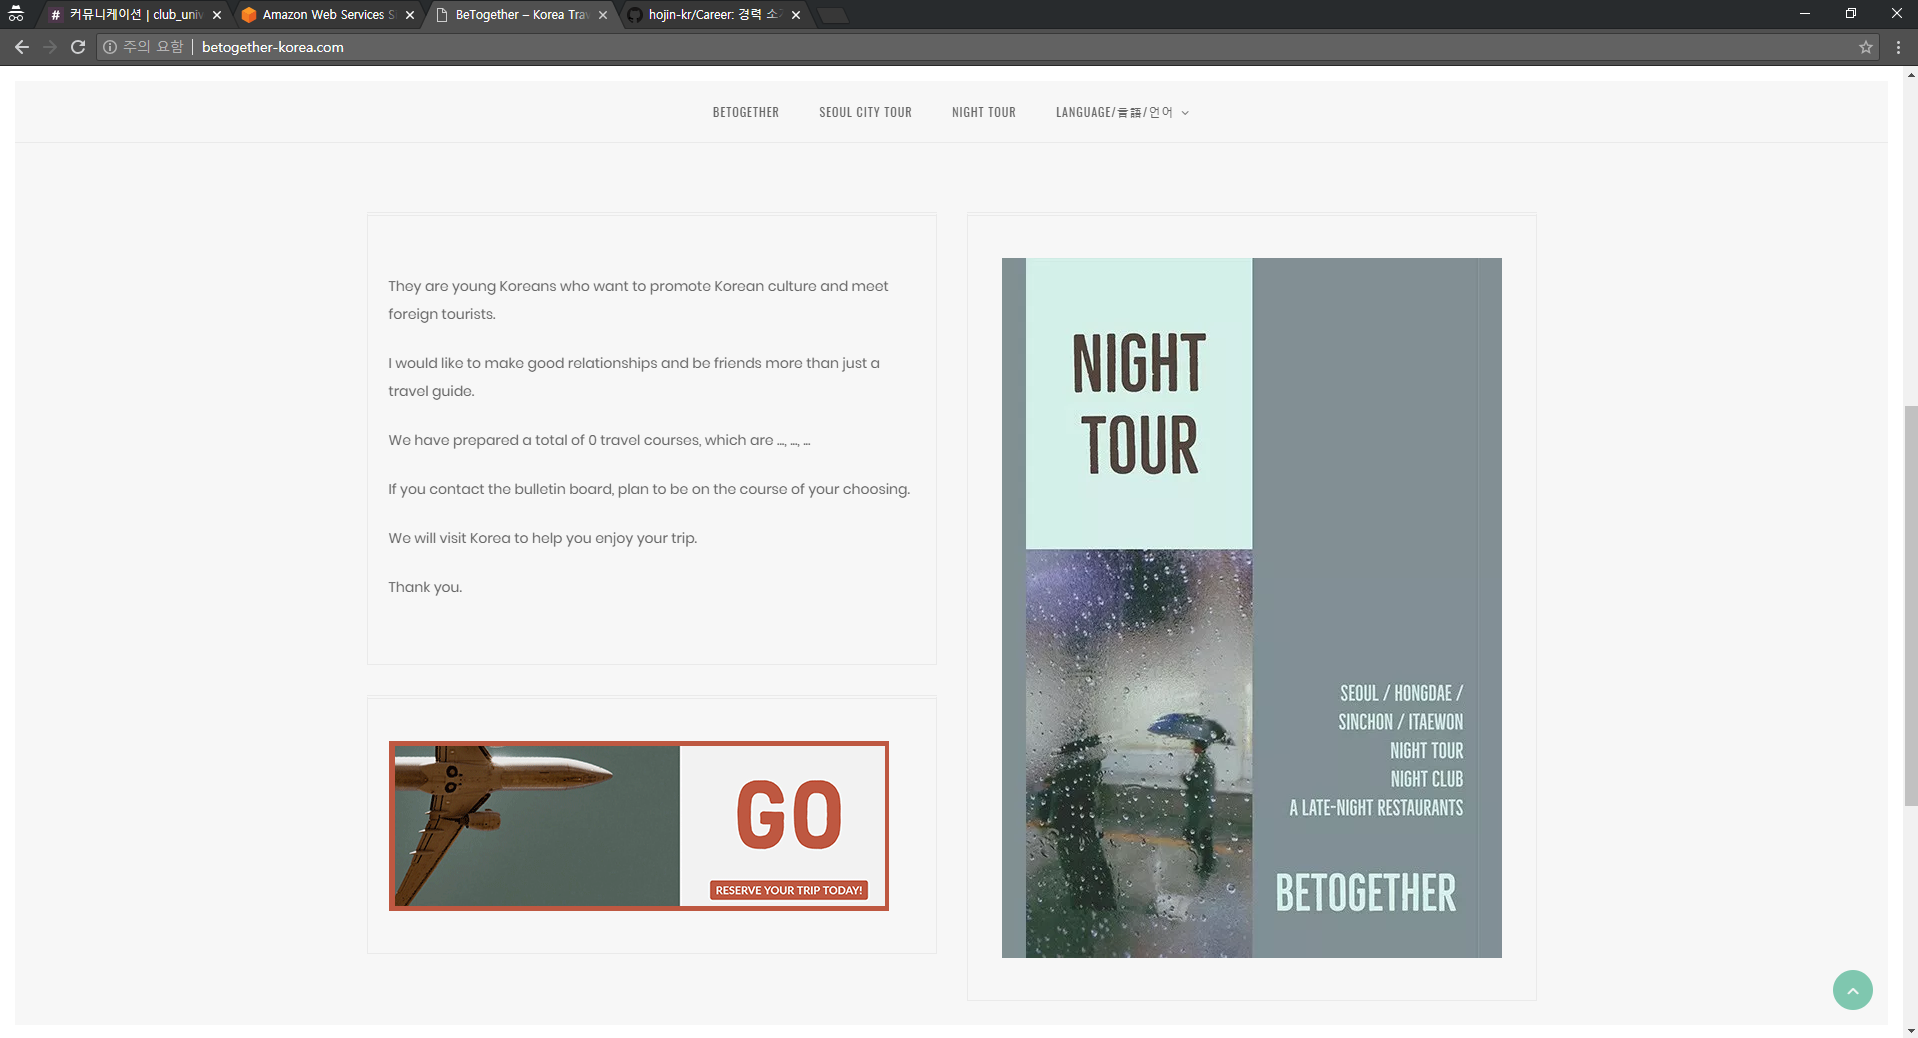 커뮤니케이션 | club_univ
Amazon Web Services S
BeTogether – Korea Trav
hojin-kr/Career: 경력 소
주의 요함 | betogether-korea.com
BETOGETHER
SEOUL CITY TOUR
NIGHT TOUR
LANGUAGE/言語/언어
They are young Koreans who want to promote Korean culture and meet
foreign tourists.
I would like to make good relationships and be friends more than just a
travel guide.
We have prepared a total of 0 travel courses, which are …, …, …
If you contact the bulletin board, plan to be on the course of your choosing.
We will visit Korea to help you enjoy your trip.
Thank you.
GO
RESERVE YOUR TRIP TODAY!
NIGHT
TOUR
SEOUL / HONGDAE /
SINCHON / ITAEWON
NIGHT TOUR
NIGHT CLUB
A LATE-NIGHT RESTAURANTS
BETOGETHER